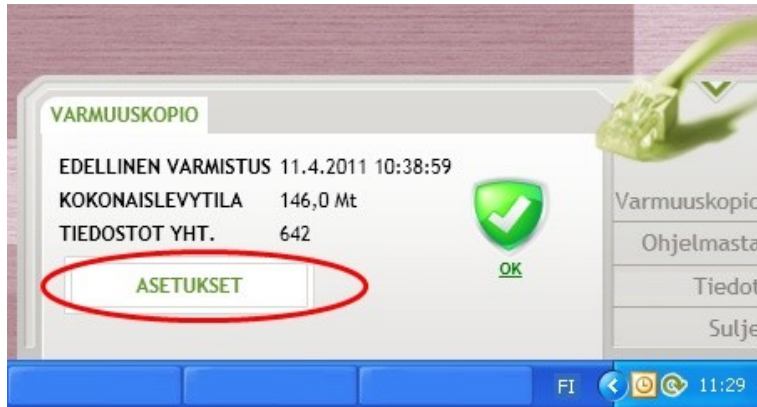 VARMUUSKOPIO
EDELLINEN VARMISTUS 11.4.2011 10:38:59
KOKONAISLEVYTILA 146,0 Mt
TIEDOSTOT YHT. 642
ASETUKSET
OK
Varmuuskopio
Ohjelmasta
Tiedot
Sulje
FI 11:29